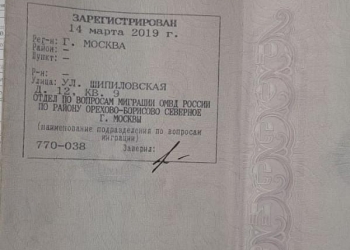 ЗАРЕГИСТРИРОВАН
14 марта 2019 г.
Рег-н: Г. МОСКВА
Район: –
Пункт: –
Р-н: –
Улица: УЛ. ШИПИЛОВСКАЯ
Д. 12, КВ. 9
ОТДЕЛ ПО ВОПРОСАМ МИГРАЦИИ ОМВД РОССИИ
ПО РАЙОНУ ОРЕХОВО-БОРИСОВО СЕВЕРНОЕ
Г. МОСКВЫ
(наименование подразделения по вопросам
миграции)
770-038 Заверил: